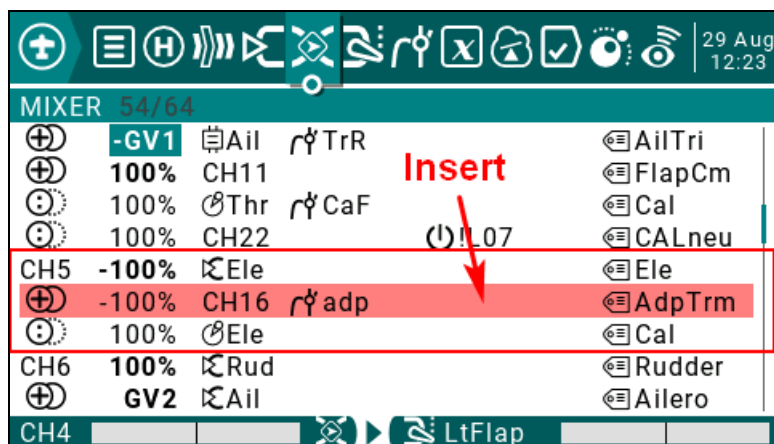 29 Aug
12:23
MIXER 54/64
-GV1 Ail TrR AilTri
100% CH11 FlapCm
Insert
100% Thr CaF Cal
100% CH22 !L07 CALneu
CH5 -100% Ele Ele
-100% CH16 adp AdpTrm
100% Ele Cal
CH6 100% Rud Rudder
GV2 Ail Ailero
CH4 LtFlap